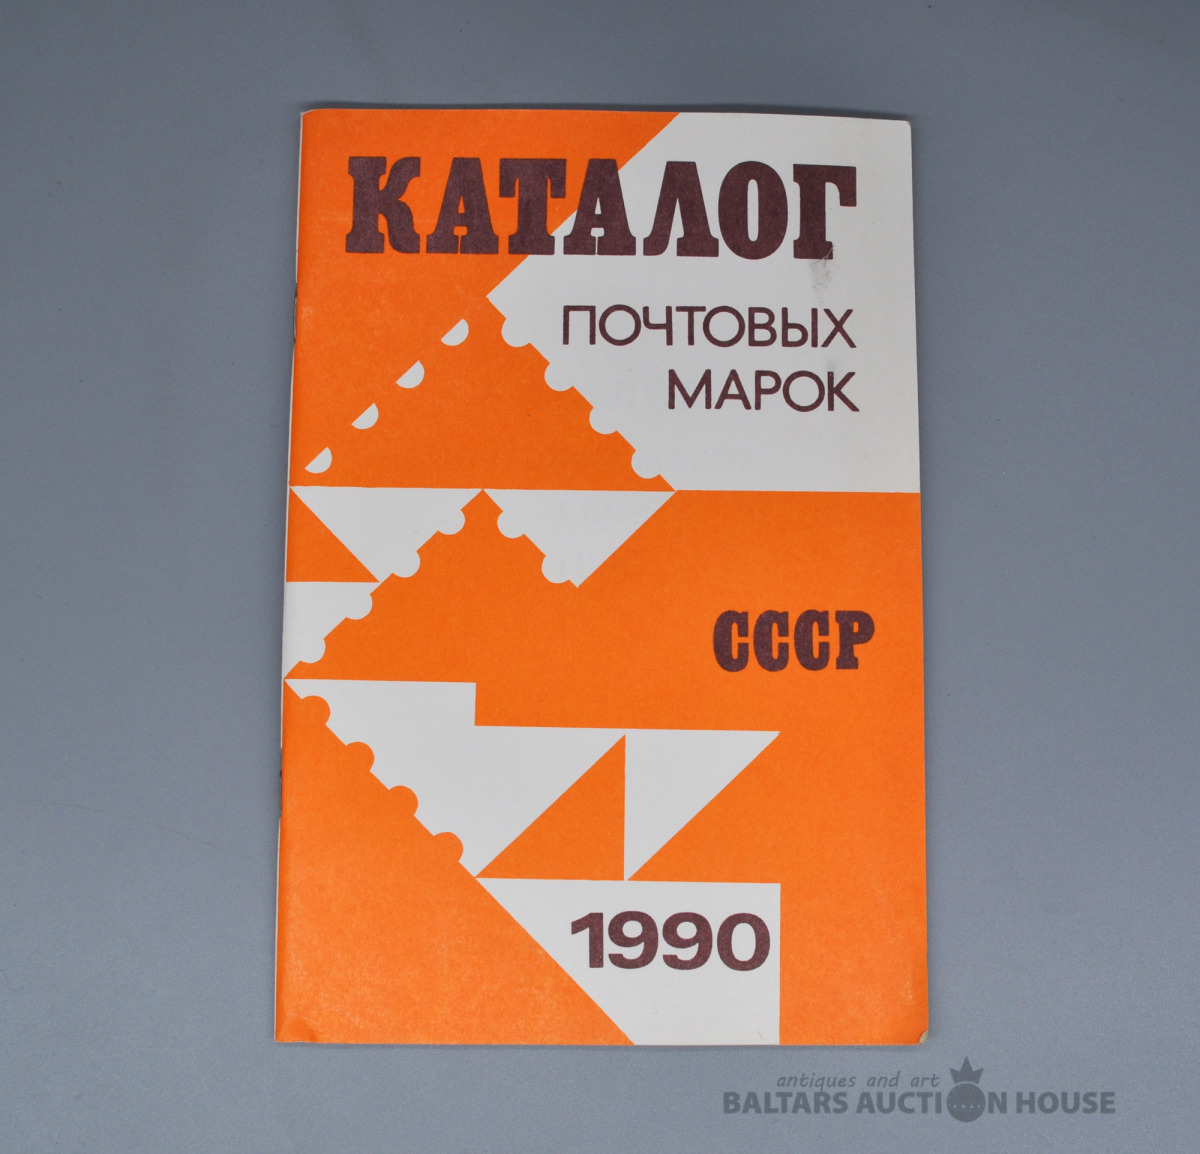 КАТАЛОГ
ПОЧТОВЫХ
МАРОК
СССР
1990
antiques and art
BALTARS AUCTION HOUSE